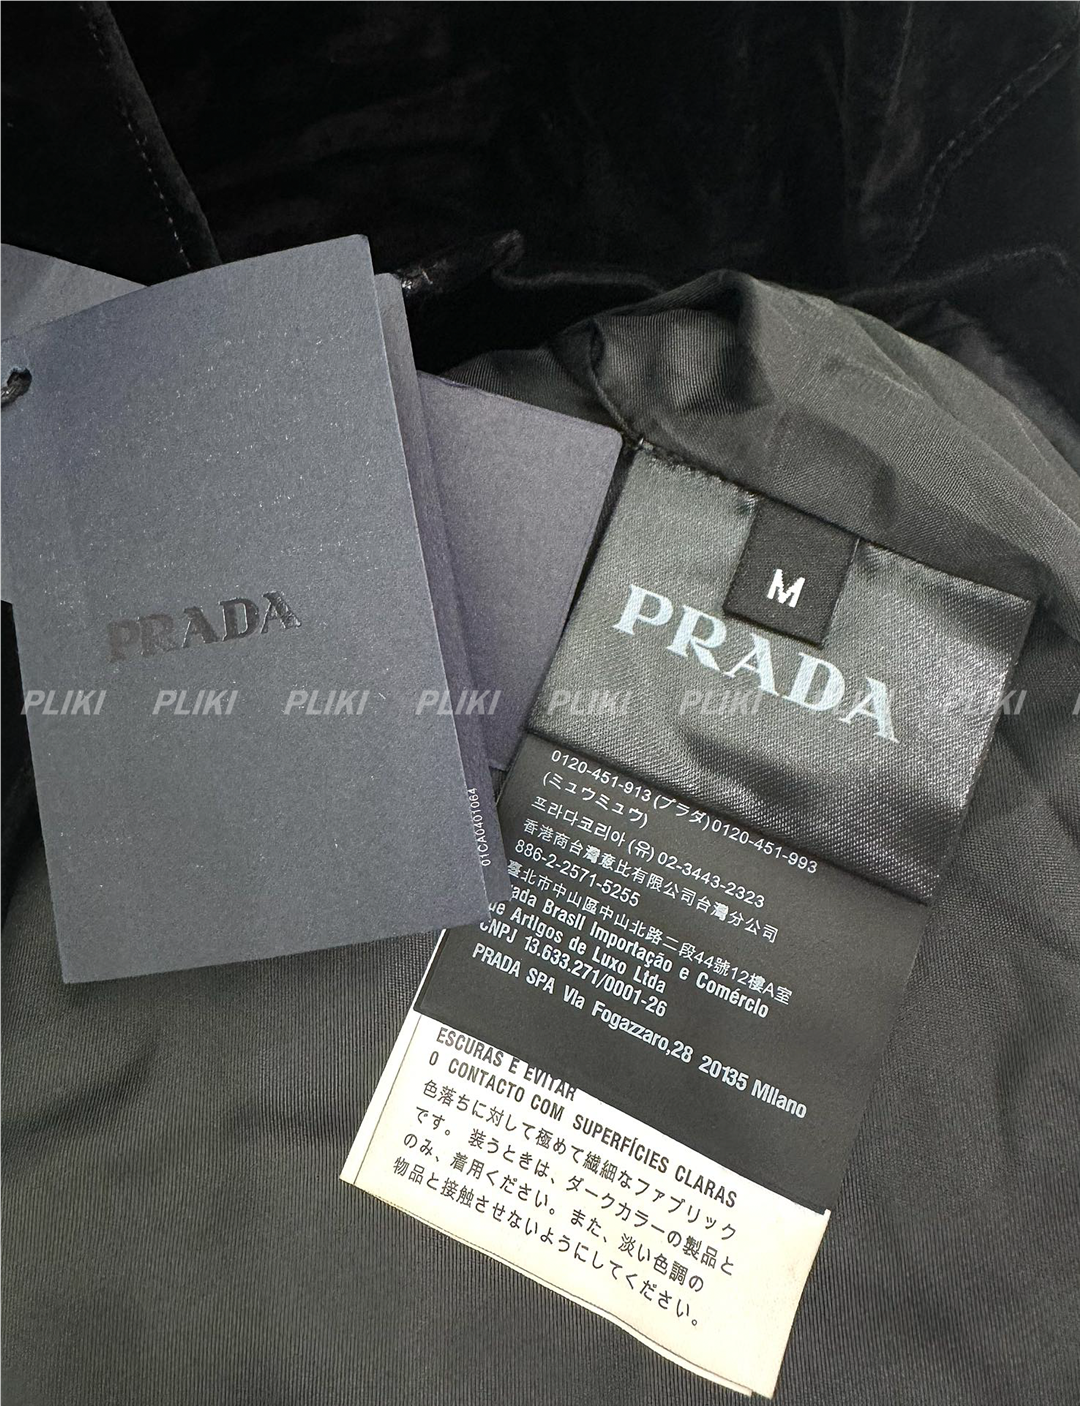 PRADA
01CA0401064
M
PRADA
PLIKI PLIKI PLIKI PLIKI PLIKI PLIKI PLIKI
0120-451-913 (プラダ) 0120-451-993
(ミュウミュウ)
프라다코리아 (유) 02-3443-2323
香港商台灣意比有限公司台灣分公司
886-2-2571-5255
臺北市中山區中山北路二段44號12樓A室
rada Brasil Importação e Comércio
ue Artigos de Luxo Ltda
CNPJ 13.633.271/0001-26
PRADA SPA Via Fogazzaro,28 20135 Milano
ESCURAS E EVITAR
O CONTACTO COM SUPERFÍCIES CLARAS
色落ちに対して極めて繊細なファブリック
です。 装うときは、ダークカラーの製品と
のみ、着用ください。また、淡い色調の
物品と接触させないようにしてください。